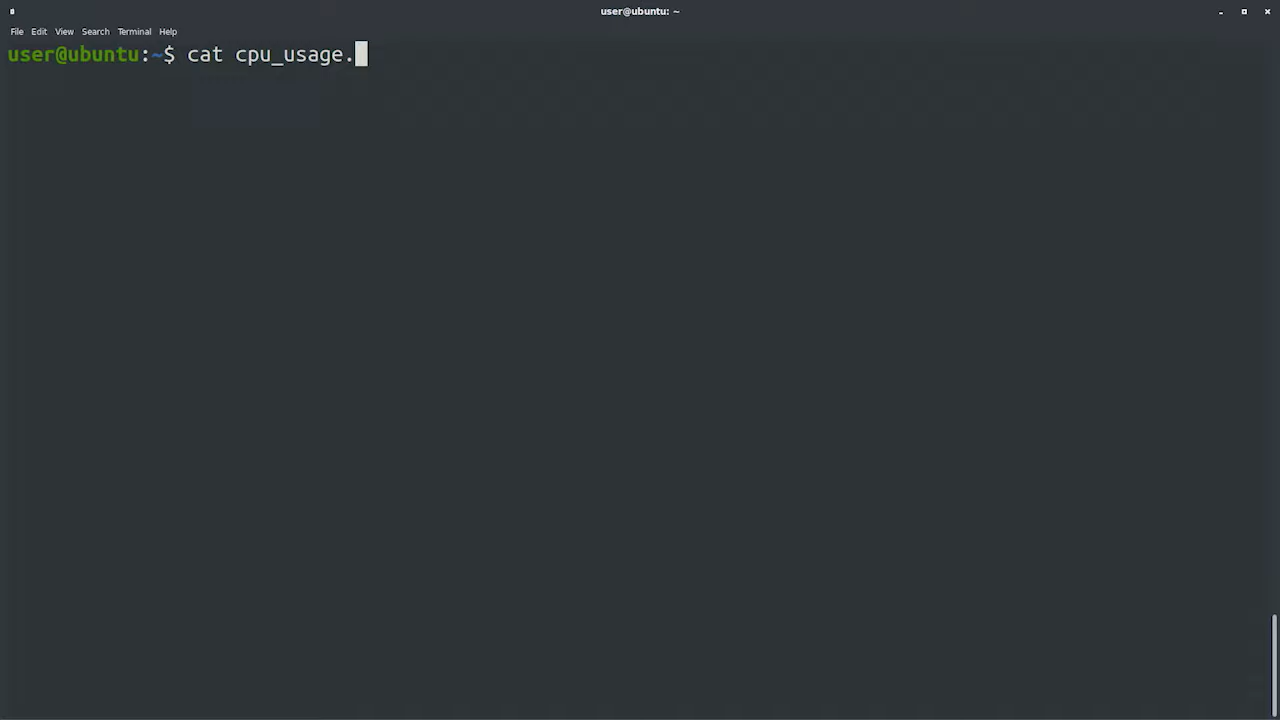 user@ubuntu: ~
File Edit View Search Terminal Help
user@ubuntu:~$ cat cpu_usage.